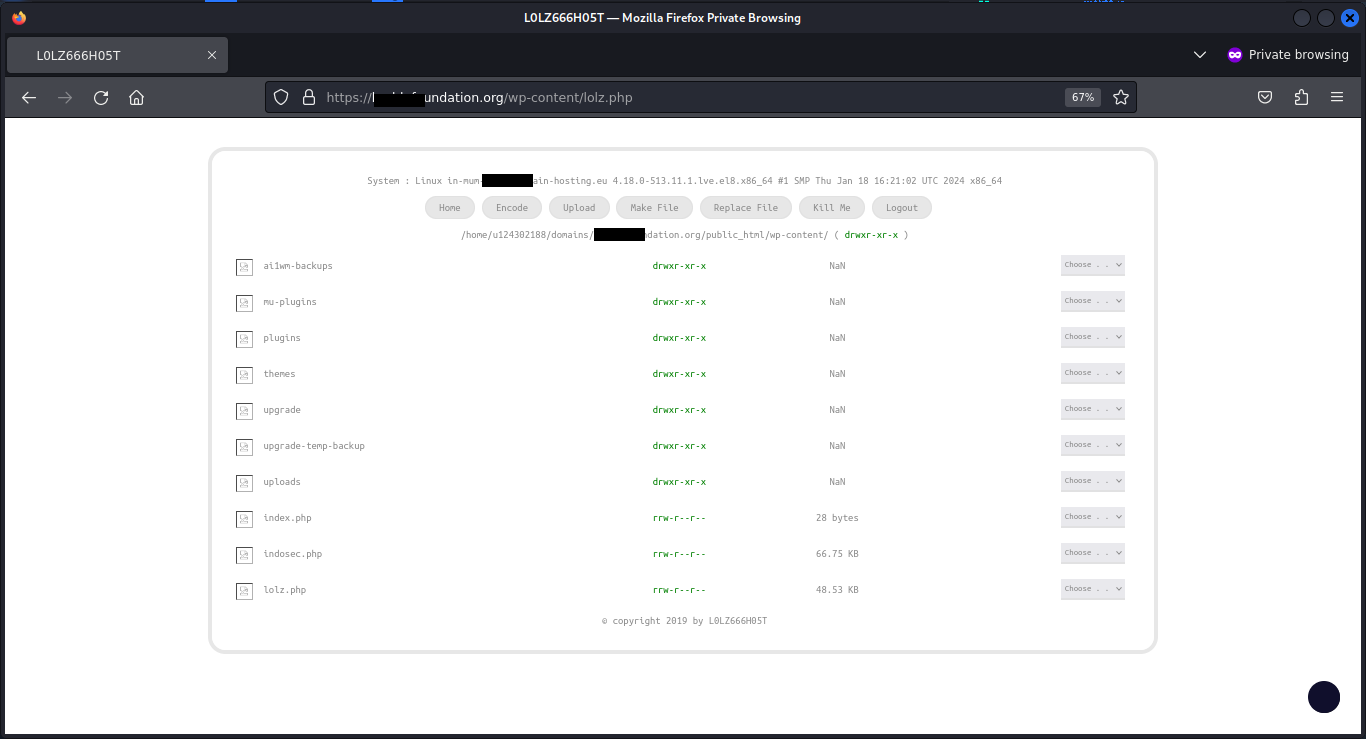 L0LZ666H05T — Mozilla Firefox Private Browsing
L0LZ666H05T
Private browsing
https:// undation.org/wp-content/lolz.php 67%
System : Linux in-mum- ain-hosting.eu 4.18.0-513.11.1.lve.el8.x86_64 #1 SMP Thu Jan 18 16:21:02 UTC 2024 x86_64
Home Encode Upload Make File Replace File Kill Me Logout
/home/u124302188/domains/ dation.org/public_html/wp-content/ ( drwxr-xr-x )
ai1wm-backups drwxr-xr-x NaN Choose . .
mu-plugins drwxr-xr-x NaN Choose . .
plugins drwxr-xr-x NaN Choose . .
themes drwxr-xr-x NaN Choose . .
upgrade drwxr-xr-x NaN Choose . .
upgrade-temp-backup drwxr-xr-x NaN Choose . .
uploads drwxr-xr-x NaN Choose . .
index.php rrw-r--r-- 28 bytes Choose . .
indosec.php rrw-r--r-- 66.75 KB Choose . .
lolz.php rrw-r--r-- 48.53 KB Choose . .
© copyright 2019 by L0LZ666H05T